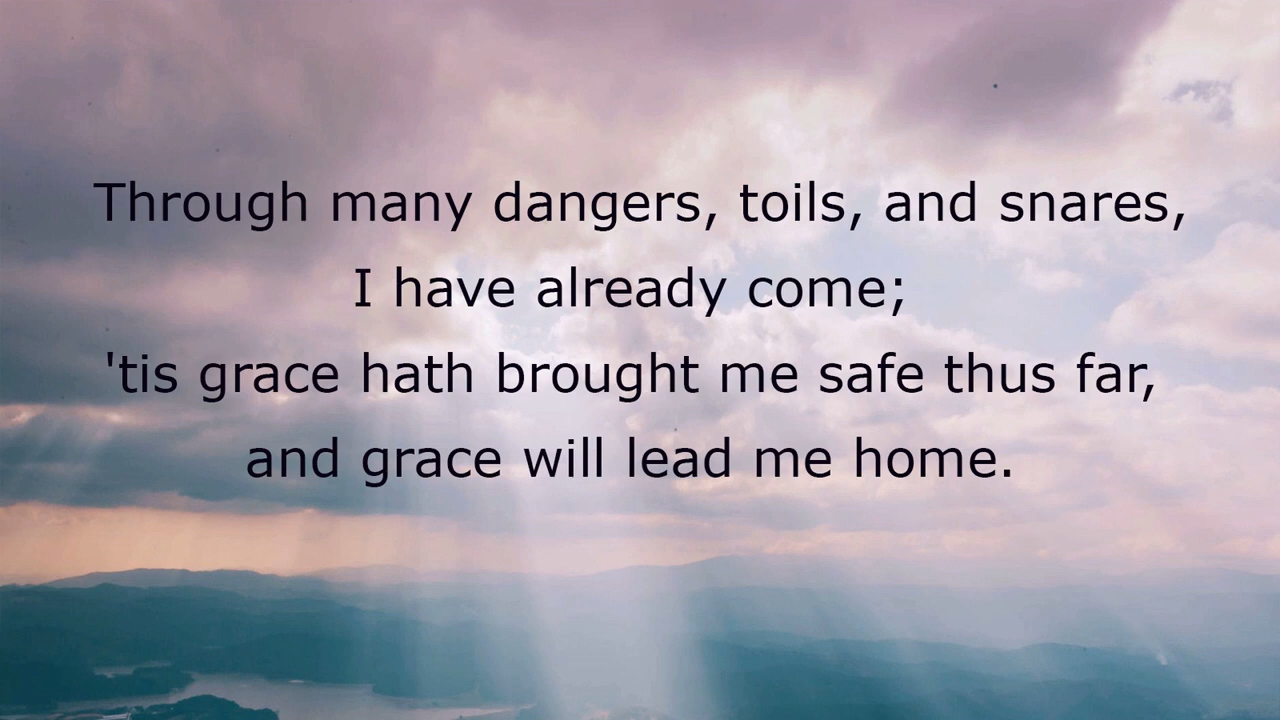 Through many dangers, toils, and snares,
I have already come;
'tis grace hath brought me safe thus far,
and grace will lead me home.